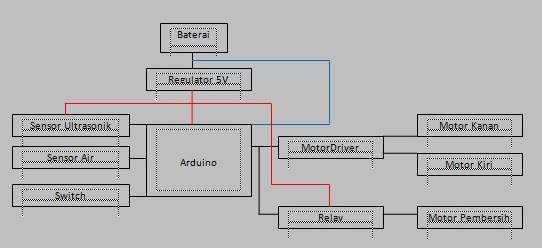 Baterai
Regulator 5V
Sensor Ultrasonik
Sensor Air
Switch
Arduino
MotorDriver
Relay
Motor Kanan
Motor Kiri
Motor Pembersih